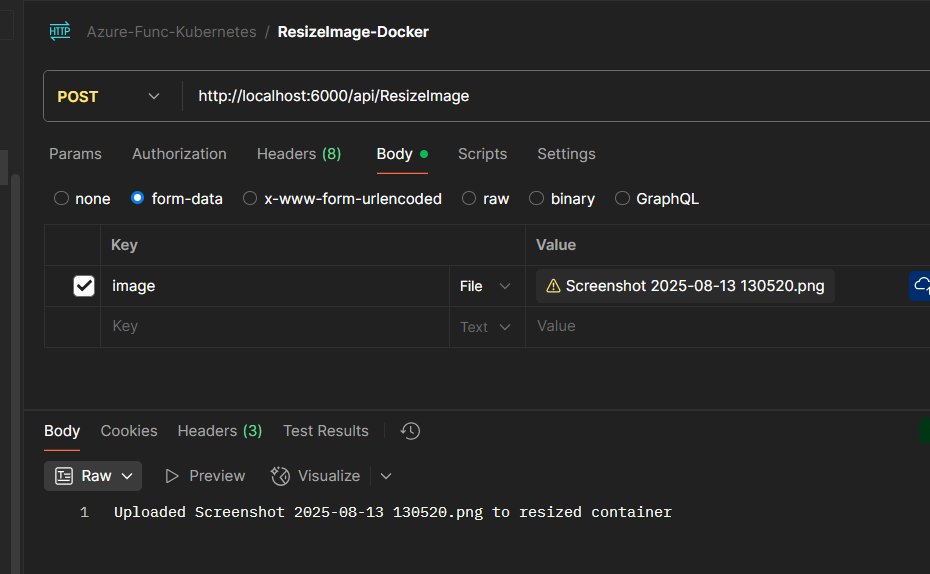 HTTP Azure-Func-Kubernetes / ResizeImage-Docker
POST http://localhost:6000/api/ResizeImage
Params Authorization Headers (8) Body Scripts Settings
none form-data x-www-form-urlencoded raw binary GraphQL
Key Value
image File Screenshot 2025-08-13 130520.png
Key Text Value
Body Cookies Headers (3) Test Results
Raw Preview Visualize
1 Uploaded Screenshot 2025-08-13 130520.png to resized container